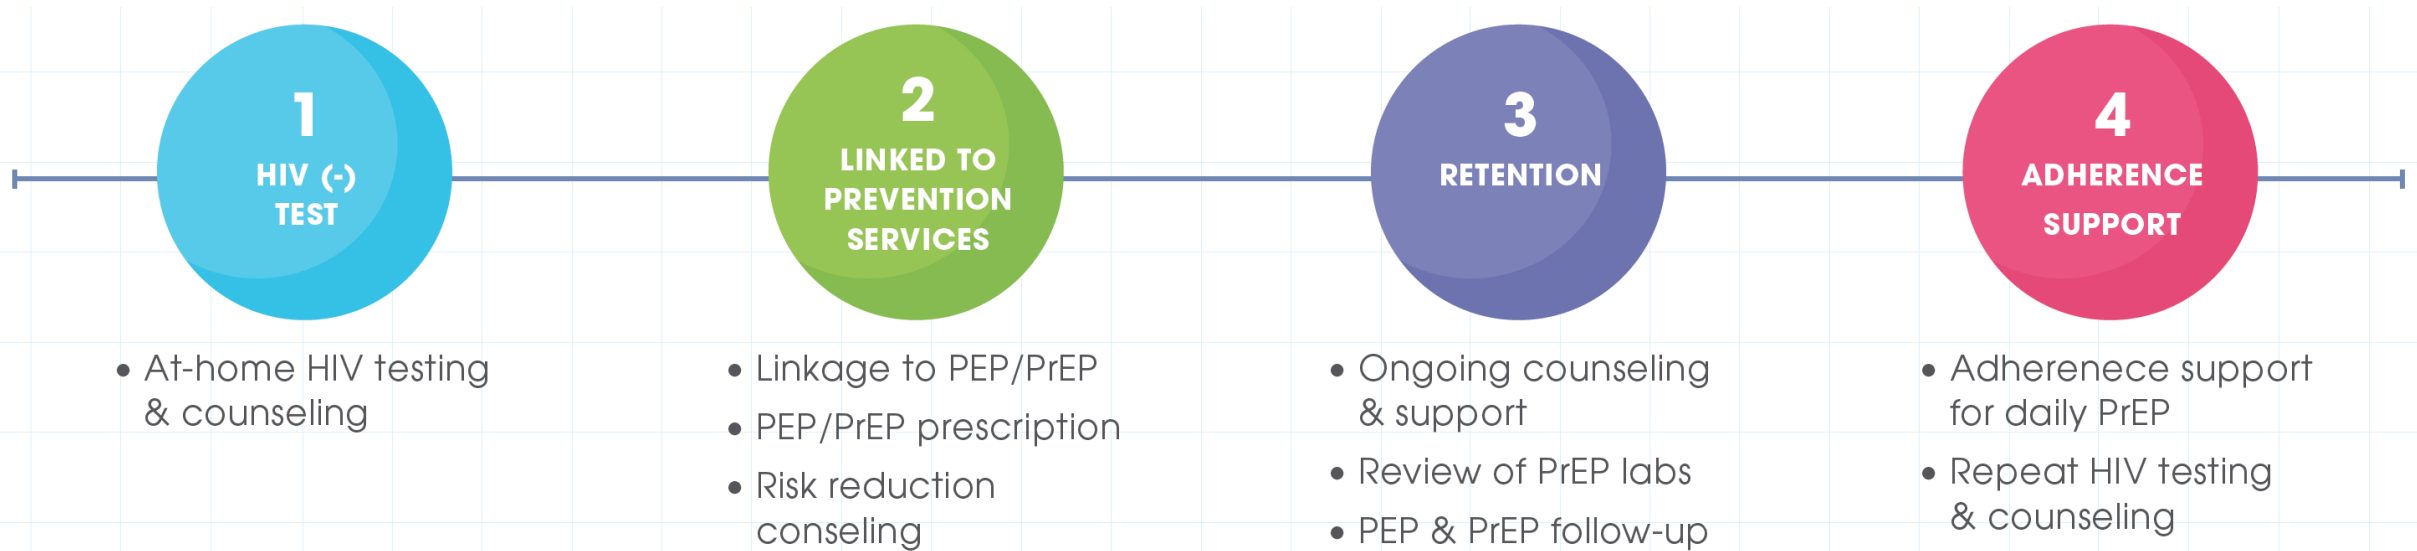 1
HIV (-)
TEST
• At-home HIV testing
& counseling
2
LINKED TO
PREVENTION
SERVICES
• Linkage to PEP/PrEP
• PEP/PrEP prescription
• Risk reduction
conseling
3
RETENTION
• Ongoing counseling
& support
• Review of PrEP labs
• PEP & PrEP follow-up
4
ADHERENCE
SUPPORT
• Adherenece support
for daily PrEP
• Repeat HIV testing
& counseling